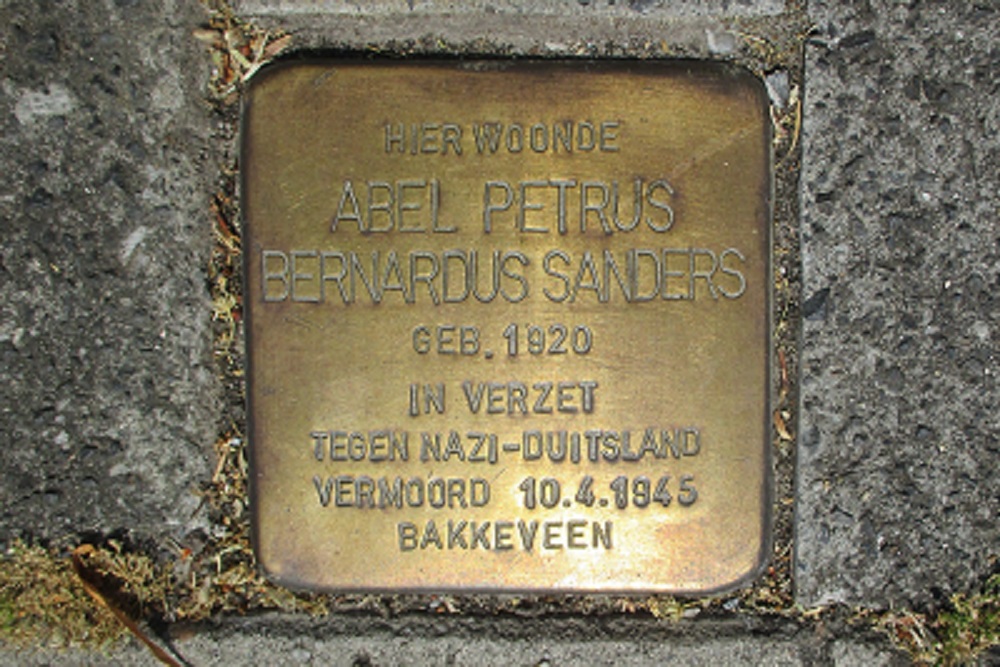 HIER WOONDE
ABEL PETRUS
BERNARDUS SANDERS
GEB. 1920
IN VERZET
TEGEN NAZI-DUITSLAND
VERMOORD 10.4.1945
BAKKEVEEN